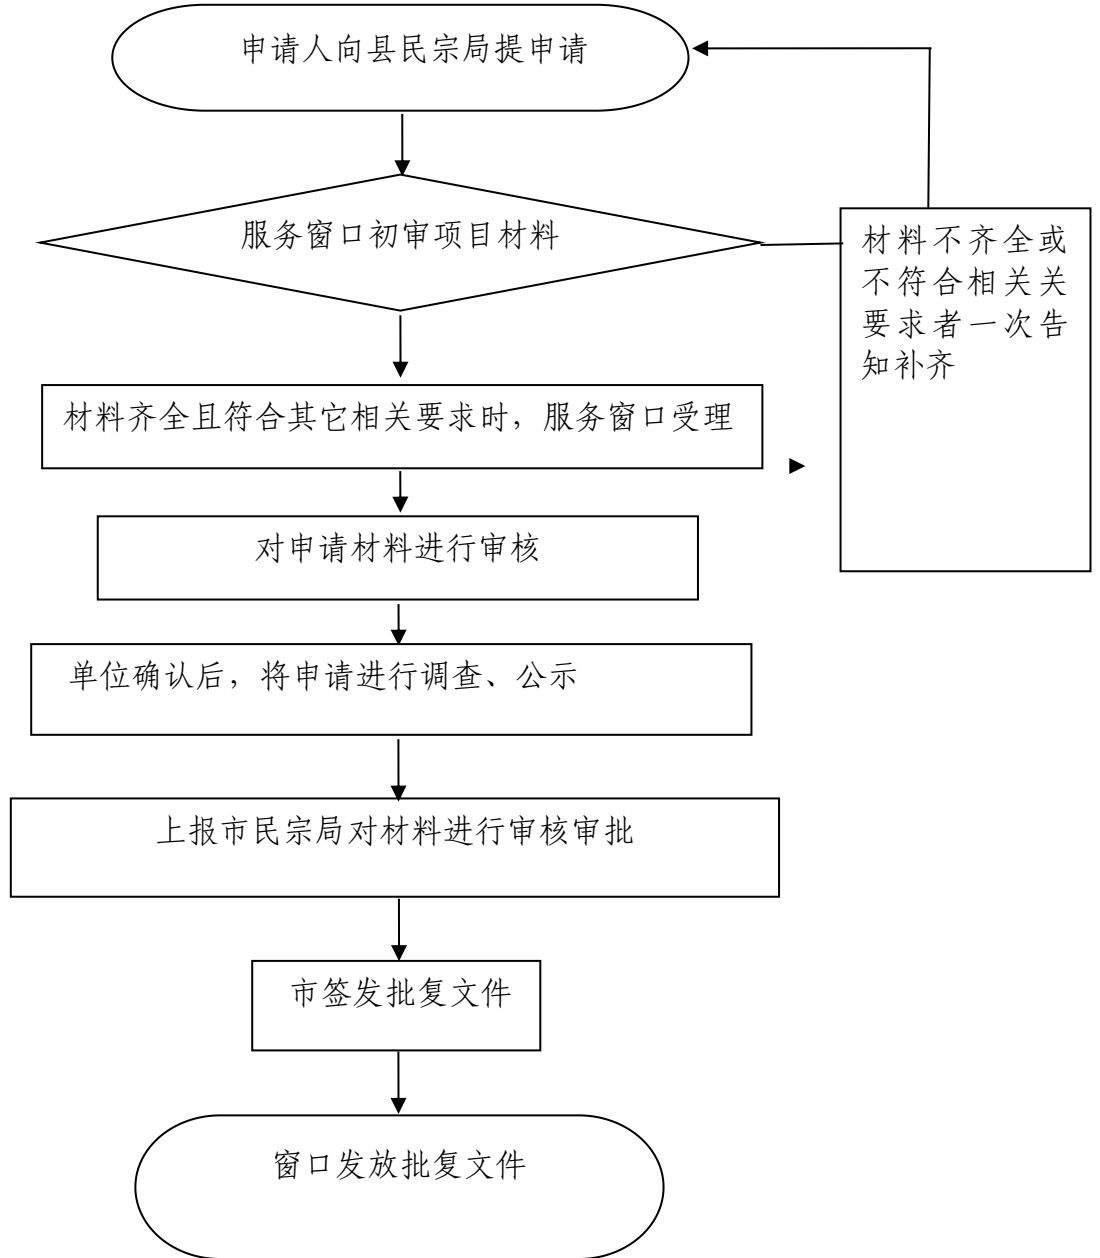 申请人向县民宗局提申请
服务窗口初审项目材料
材料不齐全或
不符合相关关
要求者一次告
知补齐
材料齐全且符合其它相关要求时，服务窗口受理
对申请材料进行审核
单位确认后，将申请进行调查、公示
上报市民宗局对材料进行审核审批
市签发批复文件
窗口发放批复文件